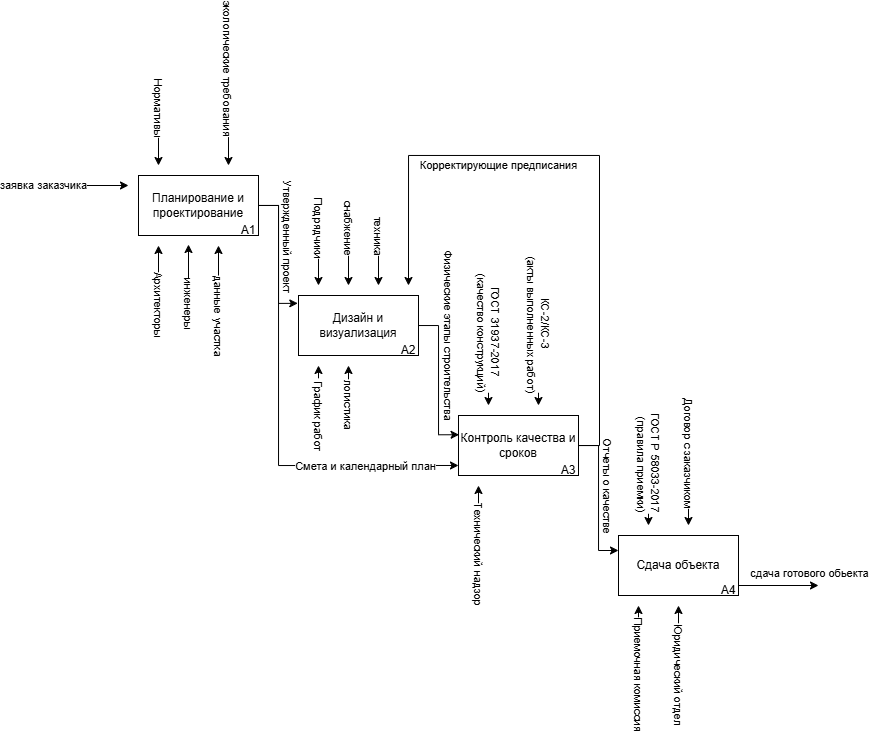 экологические требования
Нормативы
заявка заказчика
Планирование и
проектирование
A1
Архитекторы
инженеры
данные участка
Утвержденный проект
Подрядчики
снабжение
техника
Корректирующие предписания
Дизайн и
визуализация
A2
График работ
логистика
Физические этапы строительства
ГОСТ 31937-2017
(качество конструкций)
КС-2/КС-3
(акты выполненных работ)
Смета и календарный план
Контроль качества и
сроков
A3
Технический надзор
Отчеты о качестве
ГОСТ Р 58033-2017
(правила приемки)
Договор с заказчиком
Сдача объекта
A4
Приемочная комиссия
Юридический отдел
сдача готового обьекта